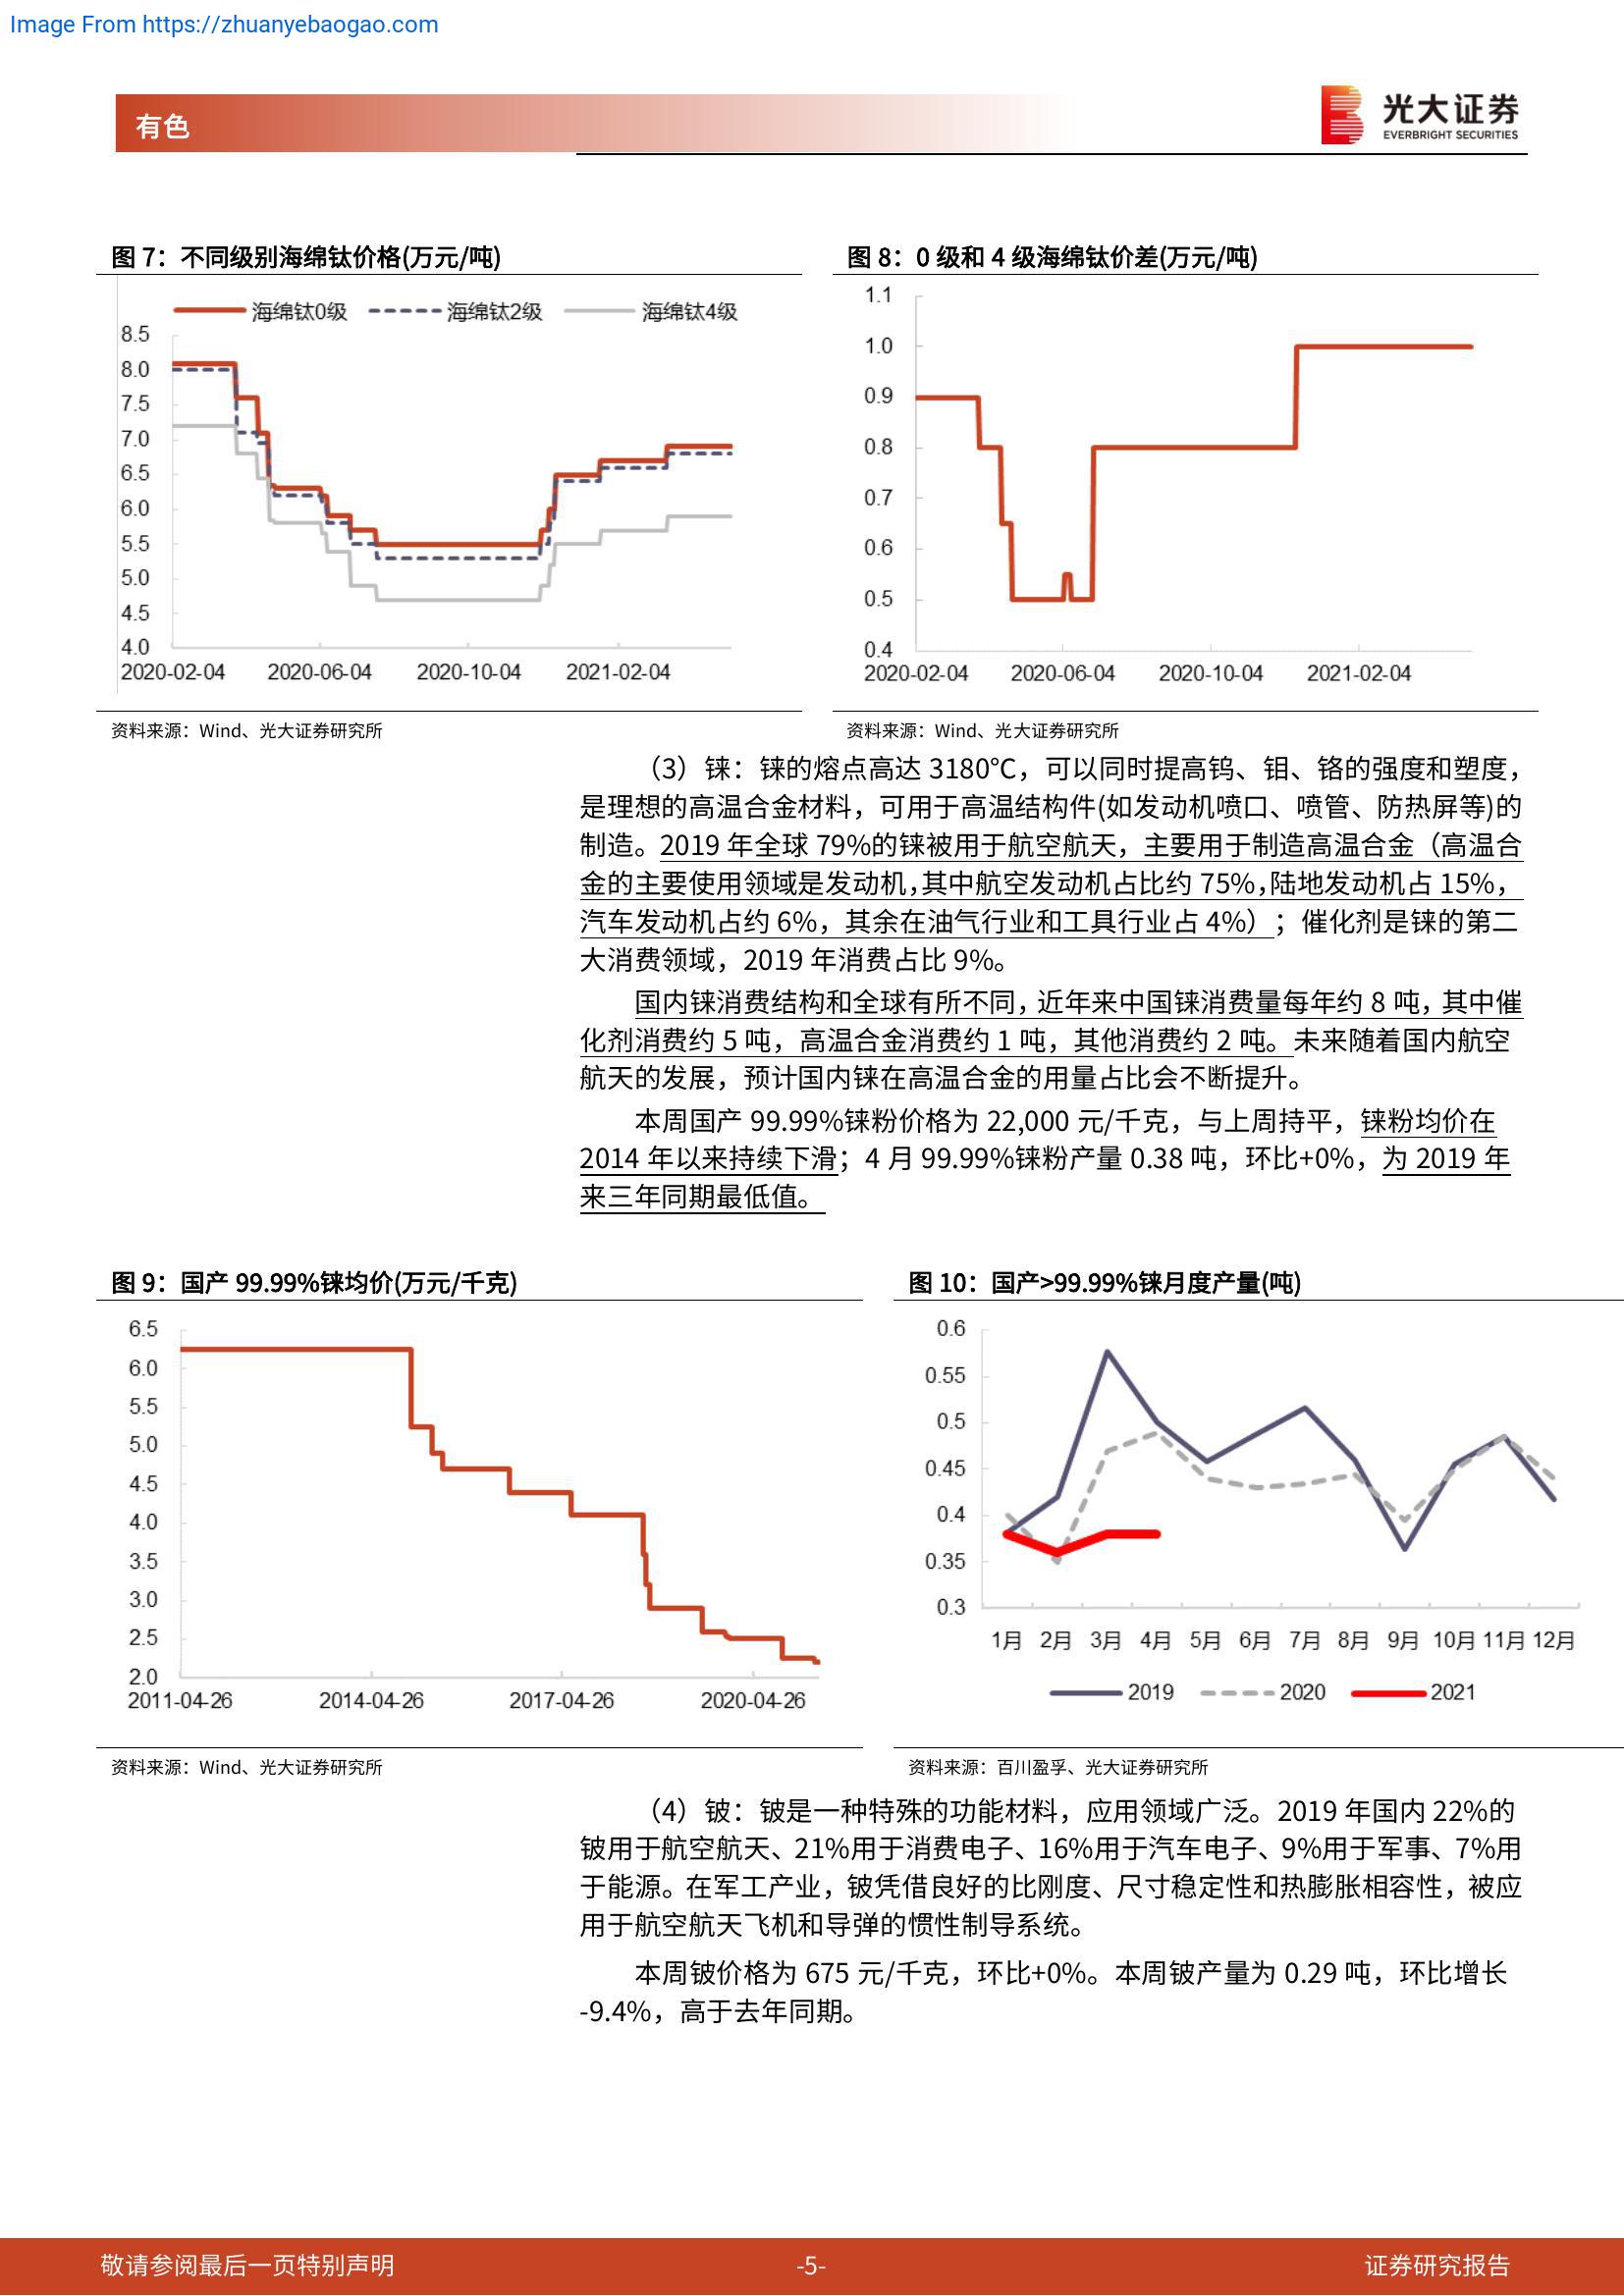 Image From https://zhuanyebaogao.com
有色
光大证券
EVERBRIGHT SECURITIES
图 7：不同级别海绵钛价格(万元/吨)
海绵钛0级 海绵钛2级 海绵钛4级
8.5
8.0
7.5
7.0
6.5
6.0
5.5
5.0
4.5
4.0
2020-02-04 2020-06-04 2020-10-04 2021-02-04
资料来源：Wind、光大证券研究所
图 8：0 级和 4 级海绵钛价差(万元/吨)
1.1
1.0
0.9
0.8
0.7
0.6
0.5
0.4
2020-02-04 2020-06-04 2020-10-04 2021-02-04
资料来源：Wind、光大证券研究所
（3）铼：铼的熔点高达 3180℃，可以同时提高钨、钼、铬的强度和塑度，
是理想的高温合金材料，可用于高温结构件(如发动机喷口、喷管、防热屏等)的
制造。2019 年全球 79%的铼被用于航空航天，主要用于制造高温合金（高温合
金的主要使用领域是发动机，其中航空发动机占比约 75%，陆地发动机占 15%，
汽车发动机占约 6%，其余在油气行业和工具行业占 4%）；催化剂是铼的第二
大消费领域，2019 年消费占比 9%。
国内铼消费结构和全球有所不同，近年来中国铼消费量每年约 8 吨，其中催
化剂消费约 5 吨，高温合金消费约 1 吨，其他消费约 2 吨。未来随着国内航空
航天的发展，预计国内铼在高温合金的用量占比会不断提升。
本周国产 99.99%铼粉价格为 22,000 元/千克，与上周持平，铼粉均价在
2014 年以来持续下滑；4 月 99.99%铼粉产量 0.38 吨，环比+0%，为 2019 年
来三年同期最低值。
图 9：国产 99.99%铼均价(万元/千克)
6.5
6.0
5.5
5.0
4.5
4.0
3.5
3.0
2.5
2.0
2011-04-26 2014-04-26 2017-04-26 2020-04-26
资料来源：Wind、光大证券研究所
图 10：国产>99.99%铼月度产量(吨)
0.6
0.55
0.5
0.45
0.4
0.35
0.3
1月 2月 3月 4月 5月 6月 7月 8月 9月 10月 11月 12月
2019 2020 2021
资料来源：百川盈孚、光大证券研究所
（4）铍：铍是一种特殊的功能材料，应用领域广泛。2019 年国内 22%的
铍用于航空航天、21%用于消费电子、16%用于汽车电子、9%用于军事、7%用
于能源。在军工产业，铍凭借良好的比刚度、尺寸稳定性和热膨胀相容性，被应
用于航空航天飞机和导弹的惯性制导系统。
本周铍价格为 675 元/千克，环比+0%。本周铍产量为 0.29 吨，环比增长
-9.4%，高于去年同期。
敬请参阅最后一页特别声明 -5- 证券研究报告